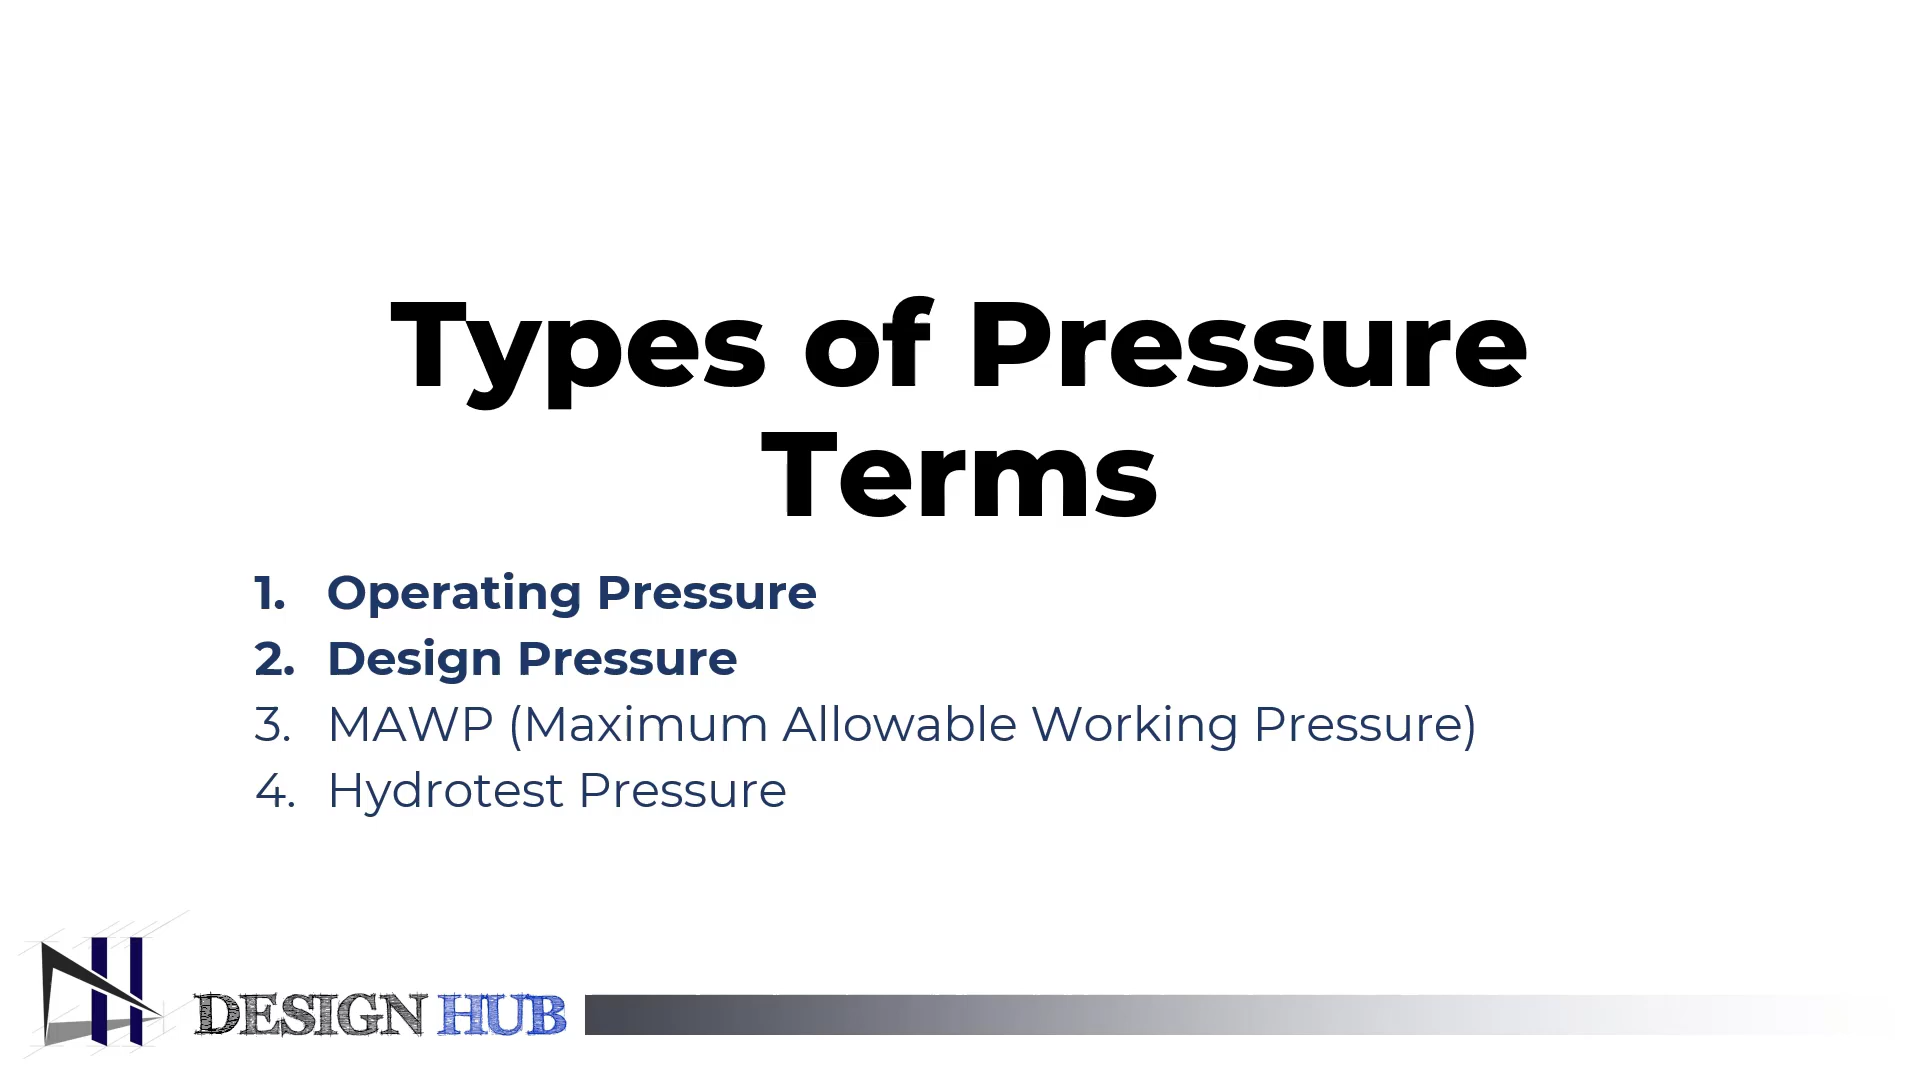 Types of Pressure
Terms
1. Operating Pressure
2. Design Pressure
3. MAWP (Maximum Allowable Working Pressure)
4. Hydrotest Pressure
DESIGN HUB